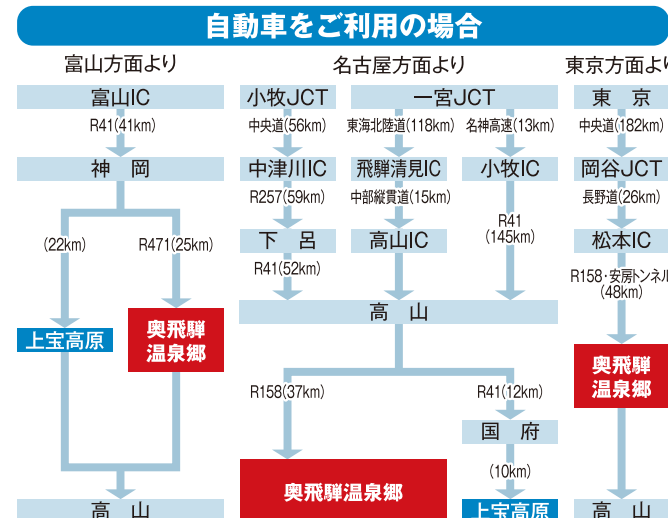 自動車をご利用の場合
富山方面より
富山IC
R41(41km)
神 岡
(22km)
R471(25km)
上宝高原
奥飛騨
温泉郷
高 山
名古屋方面より
小牧JCT
一宮JCT
中央道(56km)
東海北陸道(118km)
名神高速(13km)
中津川IC
飛騨清見IC
小牧IC
R257(59km)
中部縦貫道(15km)
R41
(145km)
下 呂
高山IC
R41(52km)
高 山
R158(37km)
R41(12km)
国 府
(10km)
奥飛騨温泉郷
上宝高原
東京方面より
東 京
中央道(182km)
岡谷JCT
長野道(26km)
松本IC
R158・安房トンネル
(48km)
奥飛騨
温泉郷
高 山